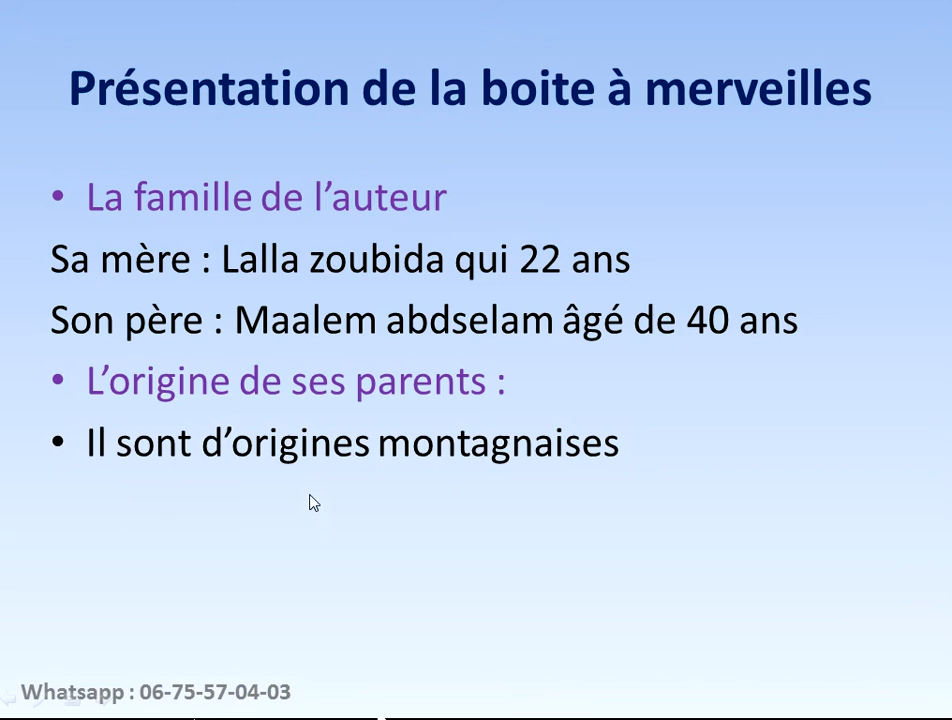 Présentation de la boite à merveilles
• La famille de l’auteur
Sa mère : Lalla zoubida qui 22 ans
Son père : Maalem abdselam âgé de 40 ans
• L’origine de ses parents :
• Il sont d’origines montagnaises
Whatsapp : 06-75-57-04-03